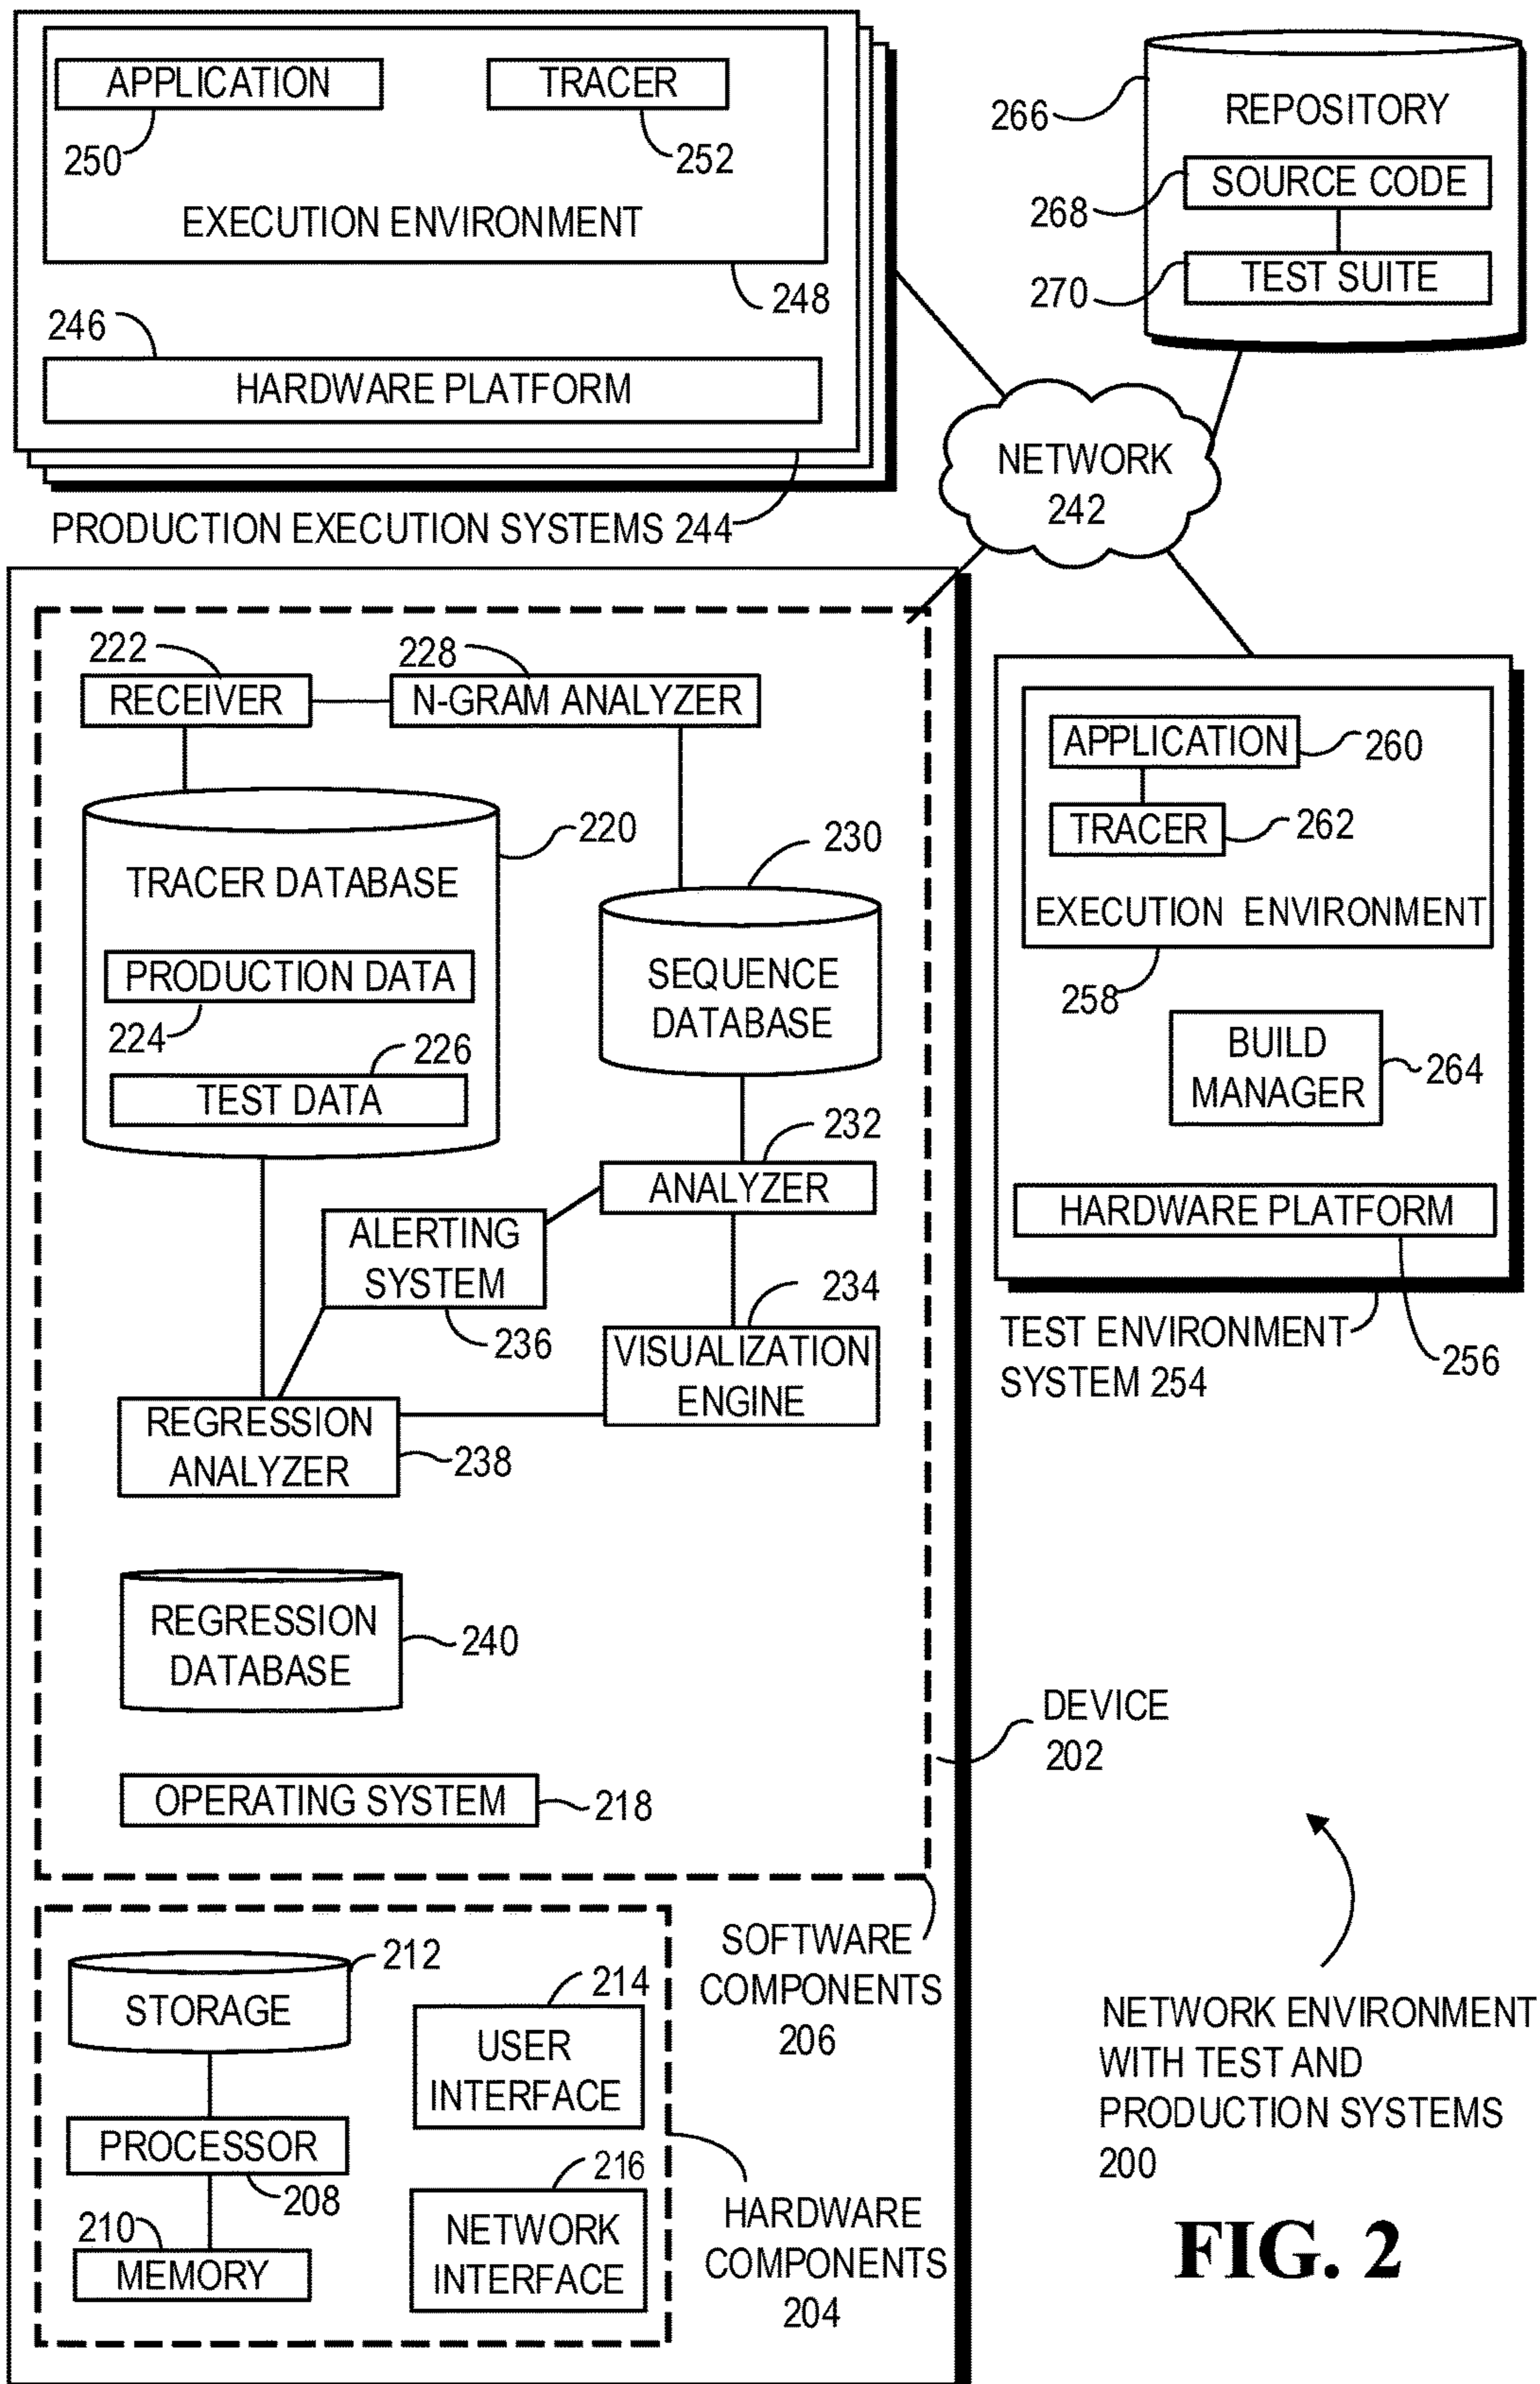 APPLICATION
250
TRACER
252
EXECUTION ENVIRONMENT
248
246
HARDWARE PLATFORM
PRODUCTION EXECUTION SYSTEMS 244
266
REPOSITORY
268
SOURCE CODE
270
TEST SUITE
NETWORK
242
222
RECEIVER
228
N-GRAM ANALYZER
220
TRACER DATABASE
PRODUCTION DATA
224
226
TEST DATA
230
SEQUENCE
DATABASE
232
ANALYZER
ALERTING
SYSTEM
236
234
VISUALIZATION
ENGINE
REGRESSION
ANALYZER
238
REGRESSION
DATABASE
240
OPERATING SYSTEM
218
APPLICATION
260
TRACER
262
EXECUTION ENVIRONMENT
258
BUILD
MANAGER
264
HARDWARE PLATFORM
256
TEST ENVIRONMENT
SYSTEM 254
DEVICE
202
SOFTWARE
COMPONENTS
206
212
STORAGE
PROCESSOR
208
210
MEMORY
214
USER
INTERFACE
216
NETWORK
INTERFACE
HARDWARE
COMPONENTS
204
NETWORK ENVIRONMENT
WITH TEST AND
PRODUCTION SYSTEMS
200
FIG. 2